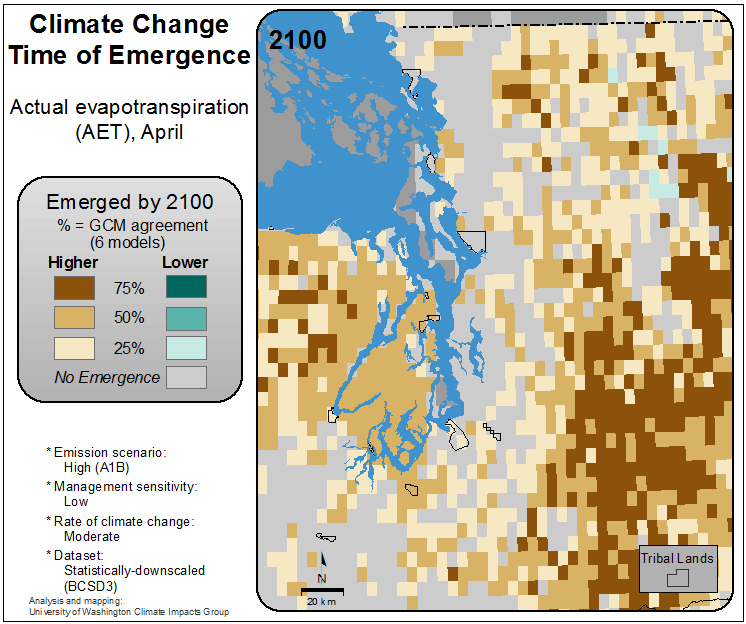 Climate Change
Time of Emergence
Actual evapotranspiration
(AET), April
Emerged by 2100
% = GCM agreement
(6 models)
Higher Lower
75%
50%
25%
No Emergence
* Emission scenario:
High (A1B)
* Management sensitivity:
Low
* Rate of climate change:
Moderate
* Dataset:
Statistically-downscaled
(BCSD3)
Analysis and mapping:
University of Washington Climate Impacts Group
2100
N
20 km
Tribal Lands